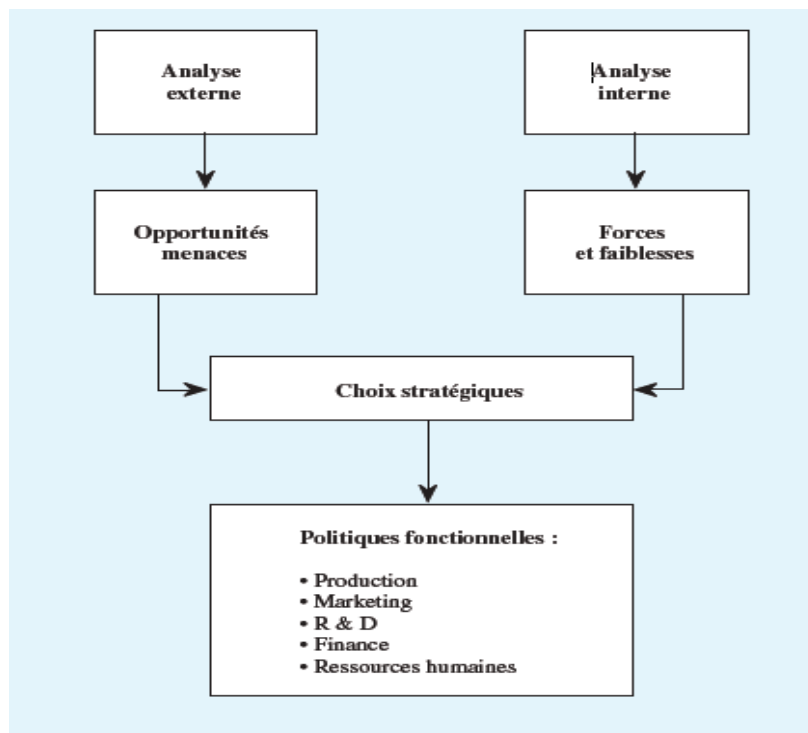 Analyse
externe
Analyse
interne
Opportunités
menaces
Forces
et faiblesses
Choix stratégiques
Politiques fonctionnelles :
• Production
• Marketing
• R & D
• Finance
• Ressources humaines